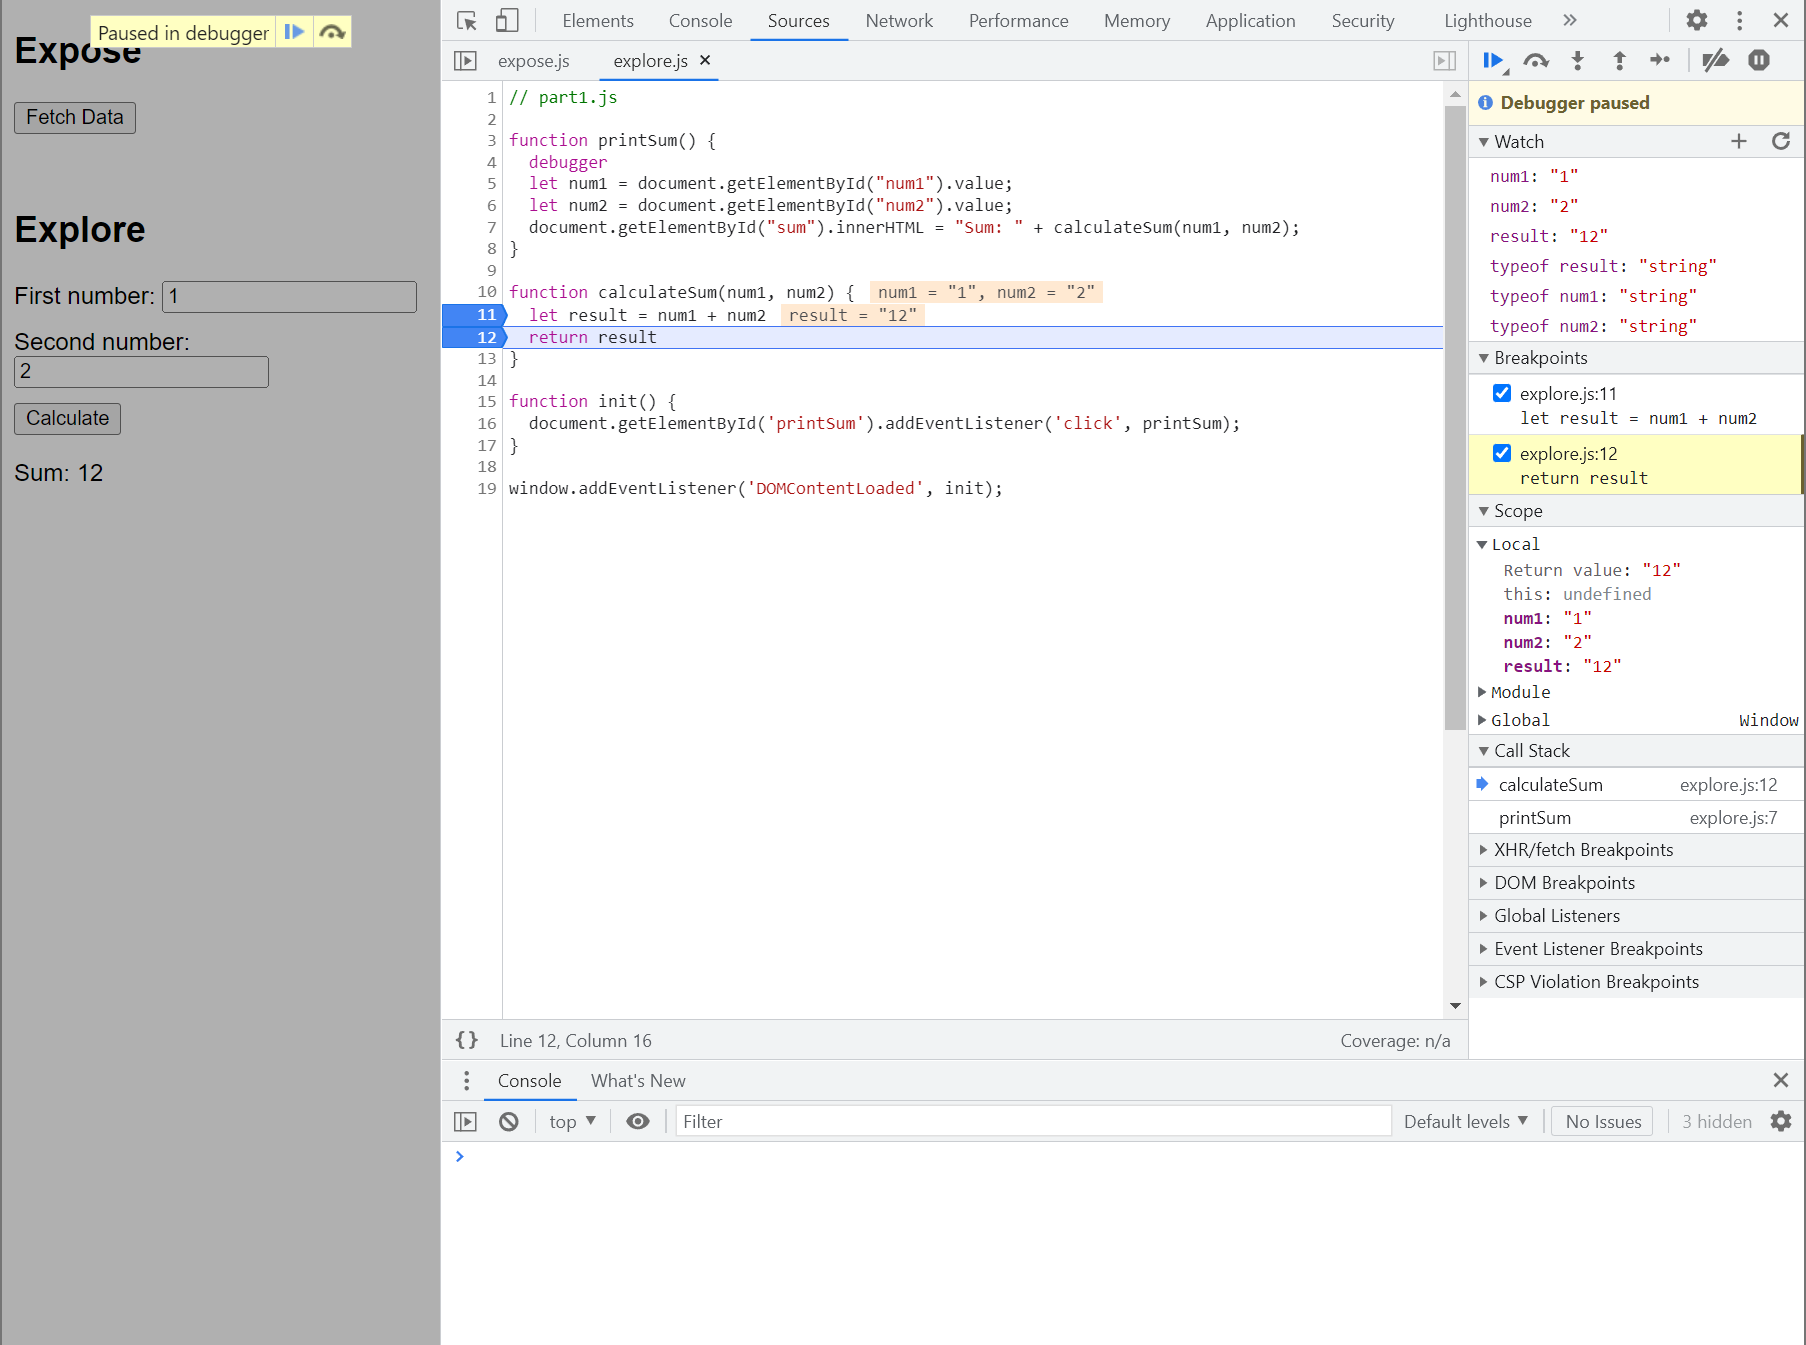 Paused in debugger
Expose
Fetch Data
Explore
First number: 1
Second number:
2
Calculate
Sum: 12
Elements Console Sources Network Performance Memory Application Security Lighthouse »
expose.js explore.js ×
1 // part1.js
2
3 function printSum() {
4 debugger
5 let num1 = document.getElementById("num1").value;
6 let num2 = document.getElementById("num2").value;
7 document.getElementById("sum").innerHTML = "Sum: " + calculateSum(num1, num2);
8 }
9
10 function calculateSum(num1, num2) { num1 = "1", num2 = "2"
11 let result = num1 + num2 result = "12"
12 return result
13 }
14
15 function init() {
16 document.getElementById('printSum').addEventListener('click', printSum);
17 }
18
19 window.addEventListener('DOMContentLoaded', init);
{} Line 12, Column 16 Coverage: n/a
Debugger paused
Watch
num1: "1"
num2: "2"
result: "12"
typeof result: "string"
typeof num1: "string"
typeof num2: "string"
Breakpoints
explore.js:11
let result = num1 + num2
explore.js:12
return result
Scope
Local
Return value: "12"
this: undefined
num1: "1"
num2: "2"
result: "12"
Module
Global Window
Call Stack
calculateSum explore.js:12
printSum explore.js:7
XHR/fetch Breakpoints
DOM Breakpoints
Global Listeners
Event Listener Breakpoints
CSP Violation Breakpoints
Console What's New
top Filter Default levels No Issues 3 hidden
>